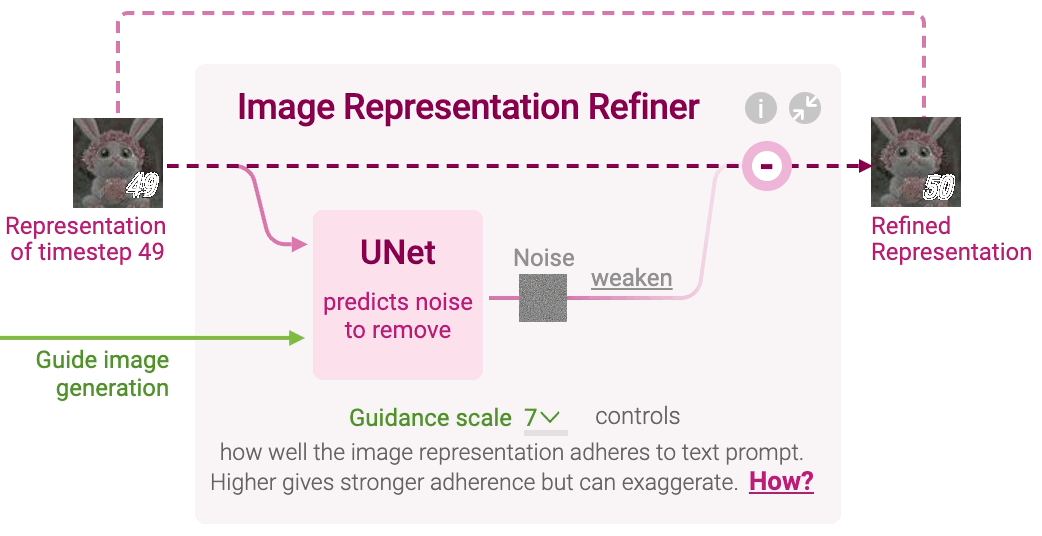 Image Representation Refiner
i
49
50
Representation
of timestep 49
Refined
Representation
UNet
predicts noise
to remove
Noise
weaken
-
Guide image
generation
Guidance scale 7 controls
how well the image representation adheres to text prompt.
Higher gives stronger adherence but can exaggerate. How?